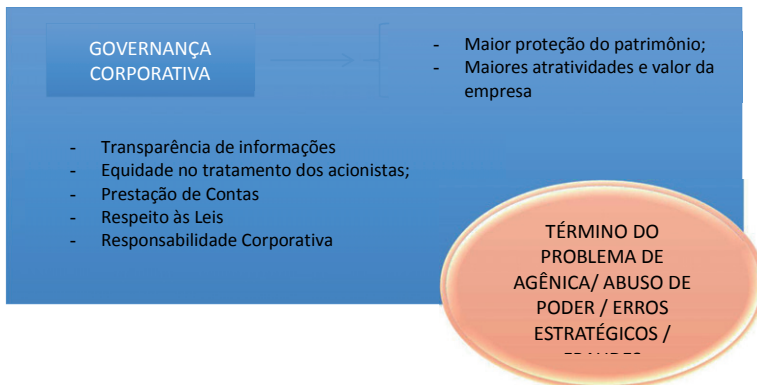 GOVERNANÇA
CORPORATIVA
- Maior proteção do patrimônio;
- Maiores atratividades e valor da
empresa
- Transparência de informações
- Equidade no tratamento dos acionistas;
- Prestação de Contas
- Respeito às Leis
- Responsabilidade Corporativa
TÉRMINO DO
PROBLEMA DE
AGÊNICA/ ABUSO DE
PODER / ERROS
ESTRATÉGICOS /